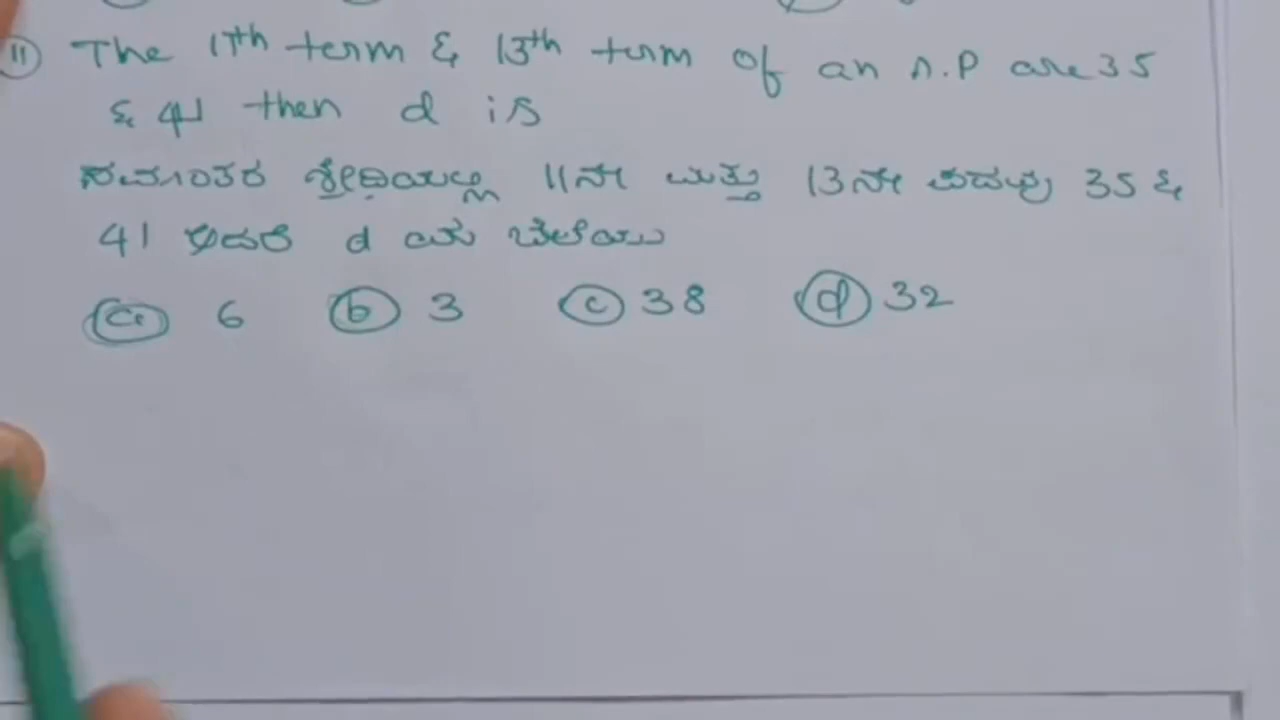 11 The 11th term & 13th term of an A.P are 35
& 41 then d is
ಸಮಾಂತರ ಶ್ರೇಢಿಯಲ್ಲಿ 11ನೇ ಮತ್ತು 13ನೇ ಪದವು 35 &
41 ಆದರೆ d ಯ ಬೆಲೆಯು
a 6 b 3 c 38 d 32